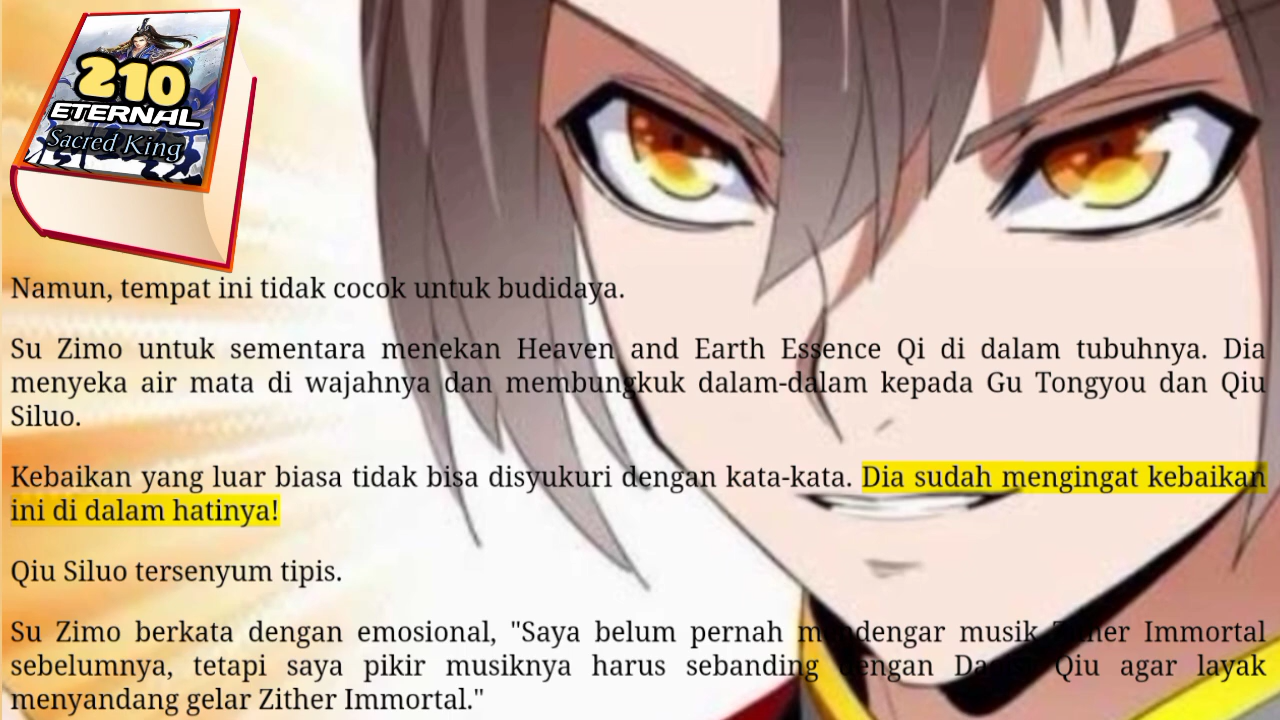 210
ETERNAL
Sacred King
Namun, tempat ini tidak cocok untuk budidaya.
Su Zimo untuk sementara menekan Heaven and Earth Essence Qi di dalam tubuhnya. Dia
menyeka air mata di wajahnya dan membungkuk dalam-dalam kepada Gu Tongyou dan Qiu
Siluo.
Kebaikan yang luar biasa tidak bisa disyukuri dengan kata-kata. Dia sudah mengingat kebaikan
ini di dalam hatinya!
Qiu Siluo tersenyum tipis.
Su Zimo berkata dengan emosional, "Saya belum pernah mendengar musik Zither Immortal
sebelumnya, tetapi saya pikir musiknya harus sebanding dengan Qiu agar layak
menyandang gelar Zither Immortal."